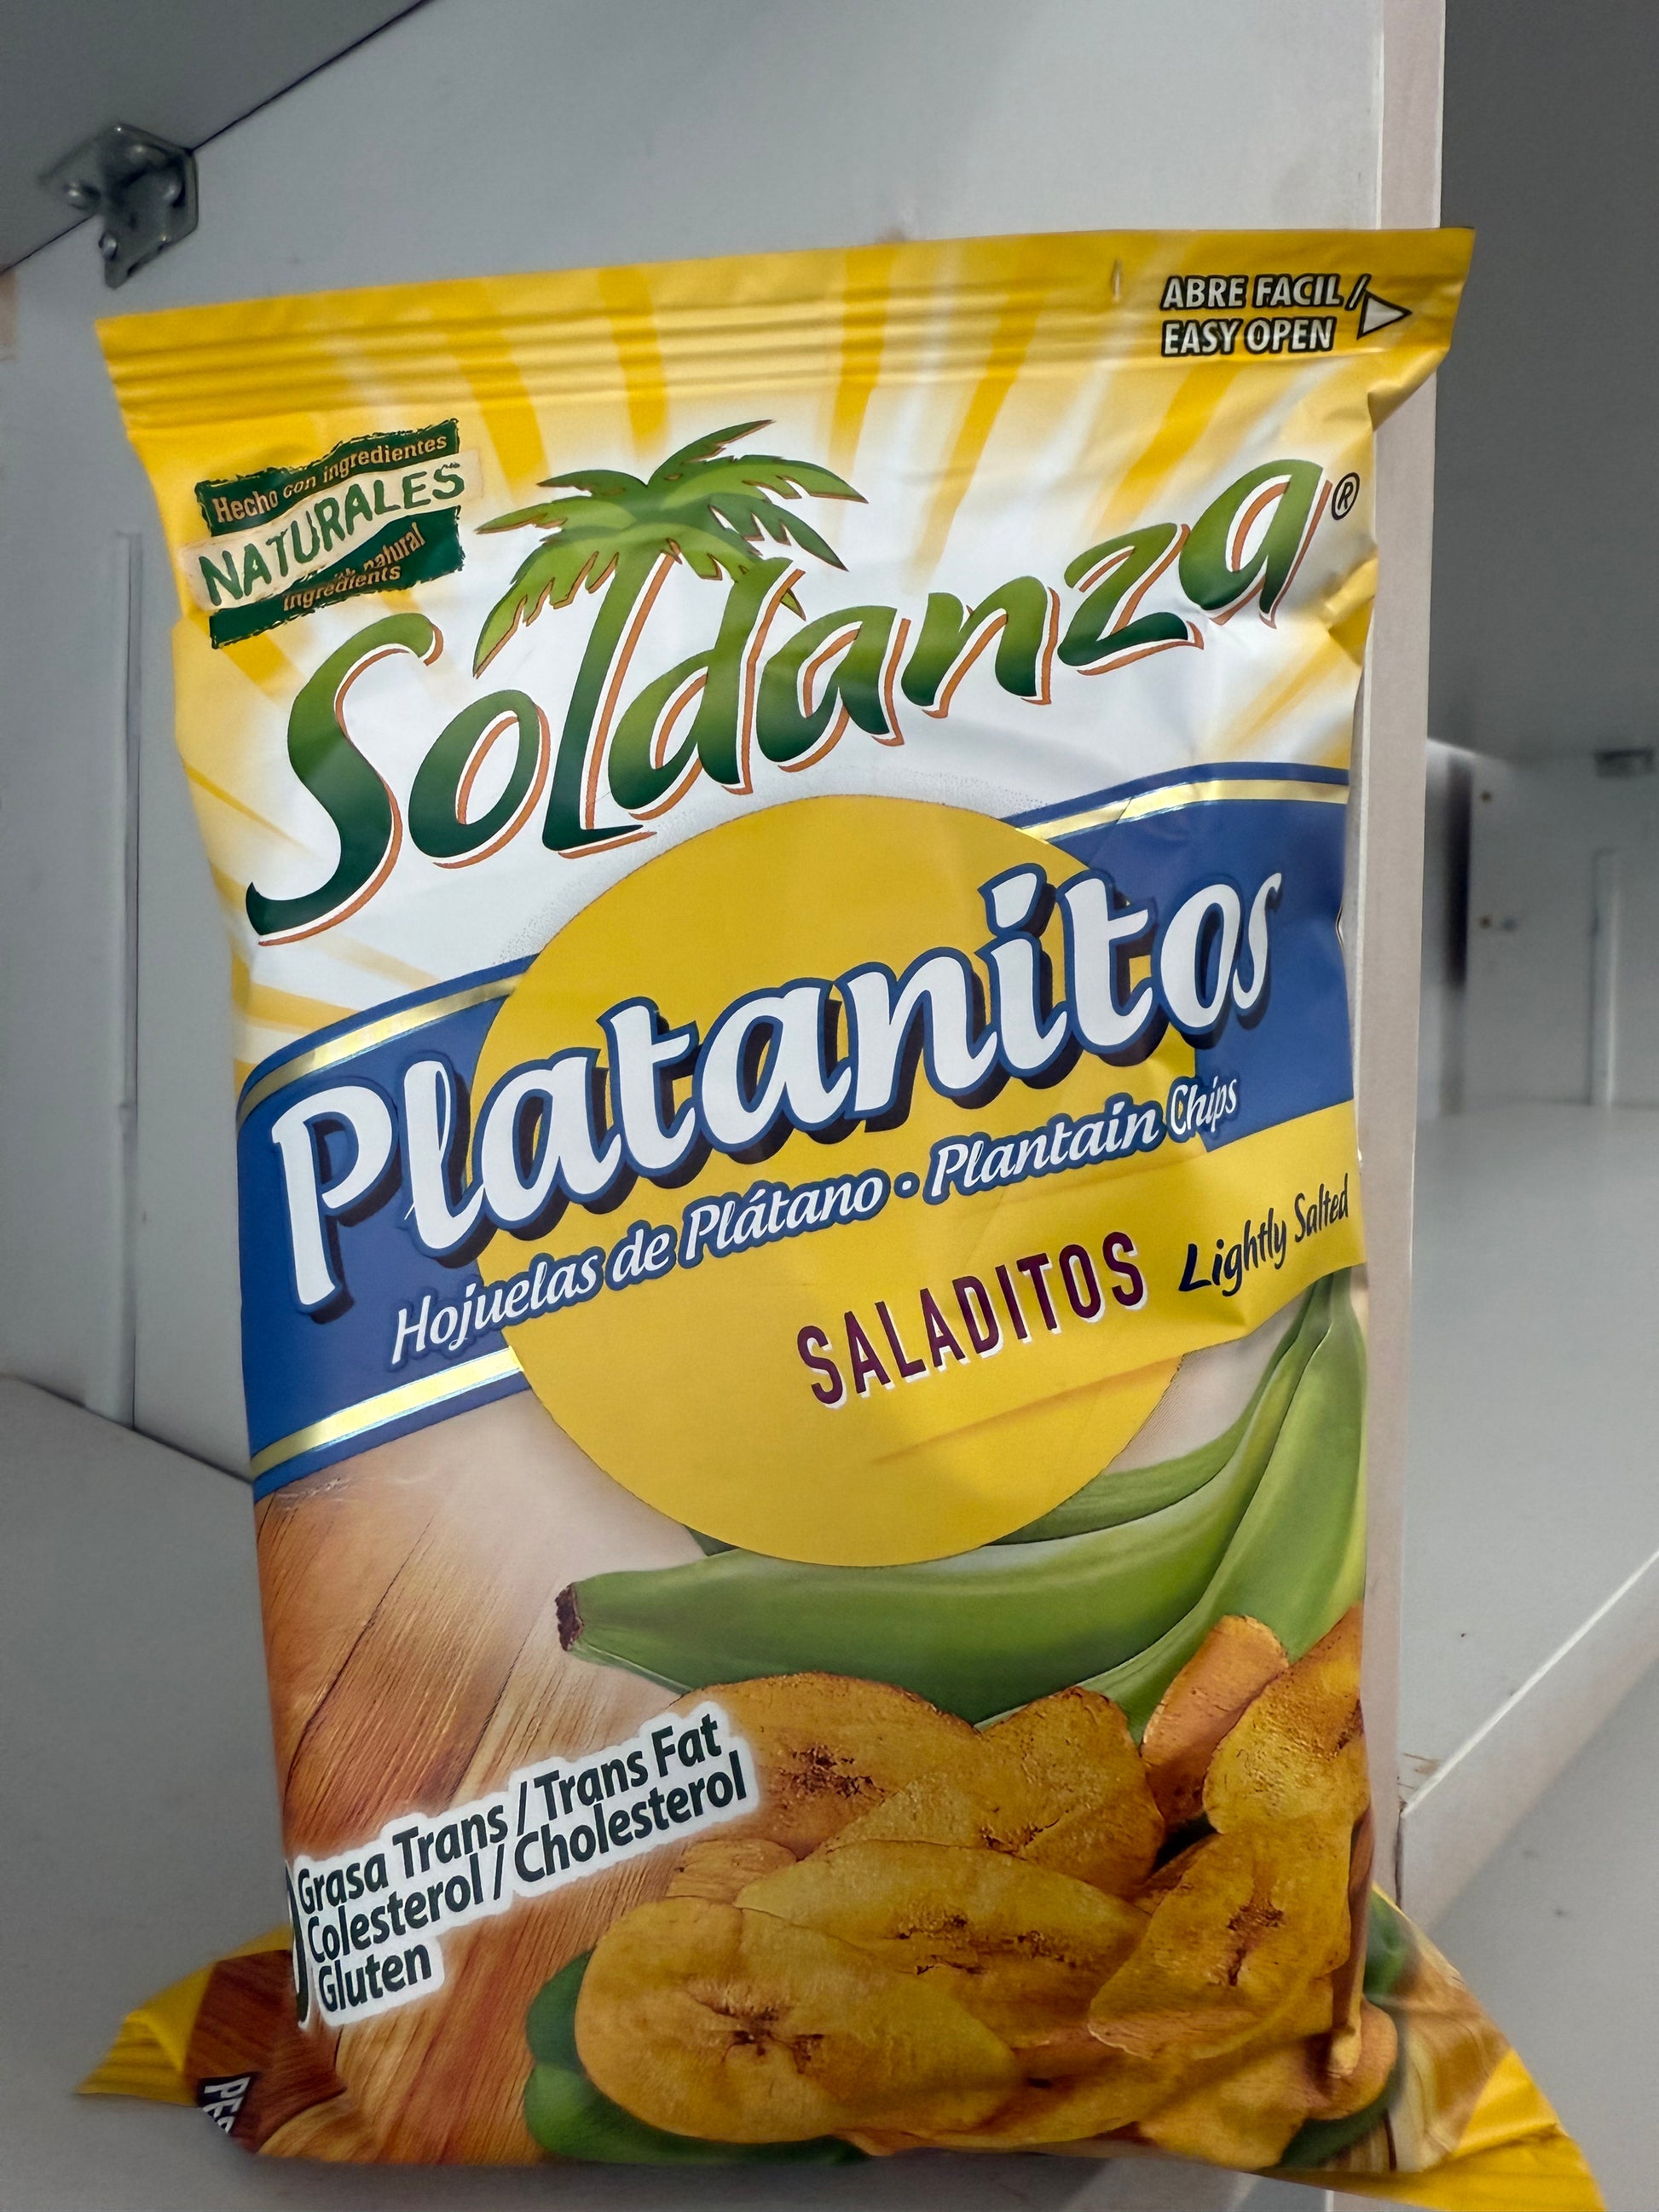 ABRE FACIL /
EASY OPEN
Hecho con ingredientes
NATURALES
natural
ingredients
Soldanza®
Platanitos
Hojuelas de Plátano • Plantain Chips
SALADITOS Lightly Salted
Grasa Trans / Trans Fat
Colesterol / Cholesterol
Gluten